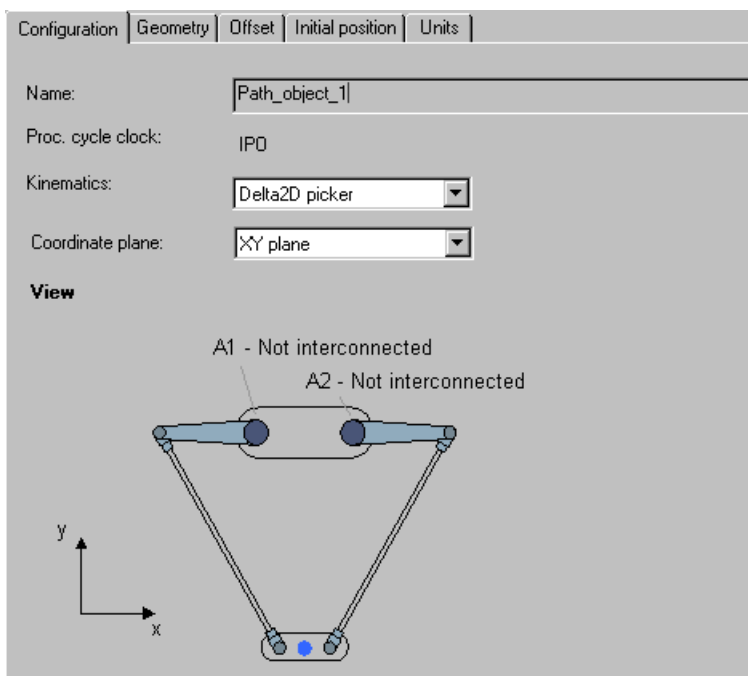 Configuration Geometry Offset Initial position Units
Name: Path_object_1
Proc. cycle clock: IPO
Kinematics: Delta2D picker
Coordinate plane: XY plane
View
A1 - Not interconnected
A2 - Not interconnected
y
x